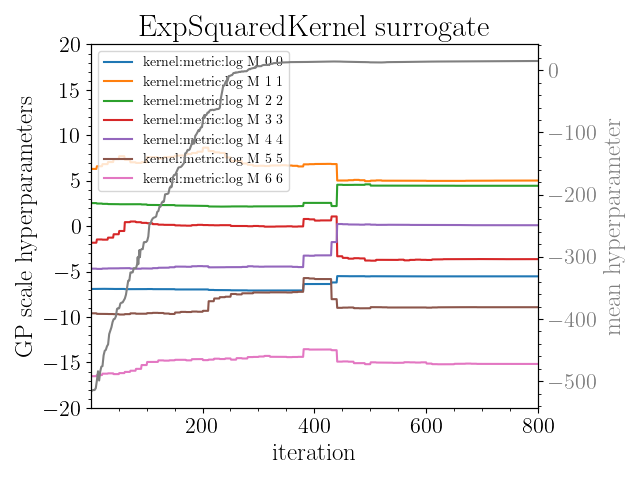 ExpSquaredKernel surrogate
GP scale hyperparameters
20
15
10
5
0
−5
−10
−15
−20
kernel:metric:log M 0 0
kernel:metric:log M 1 1
kernel:metric:log M 2 2
kernel:metric:log M 3 3
kernel:metric:log M 4 4
kernel:metric:log M 5 5
kernel:metric:log M 6 6
0
−100
−200
−300
−400
−500
mean hyperparameter
200
400
600
800
iteration